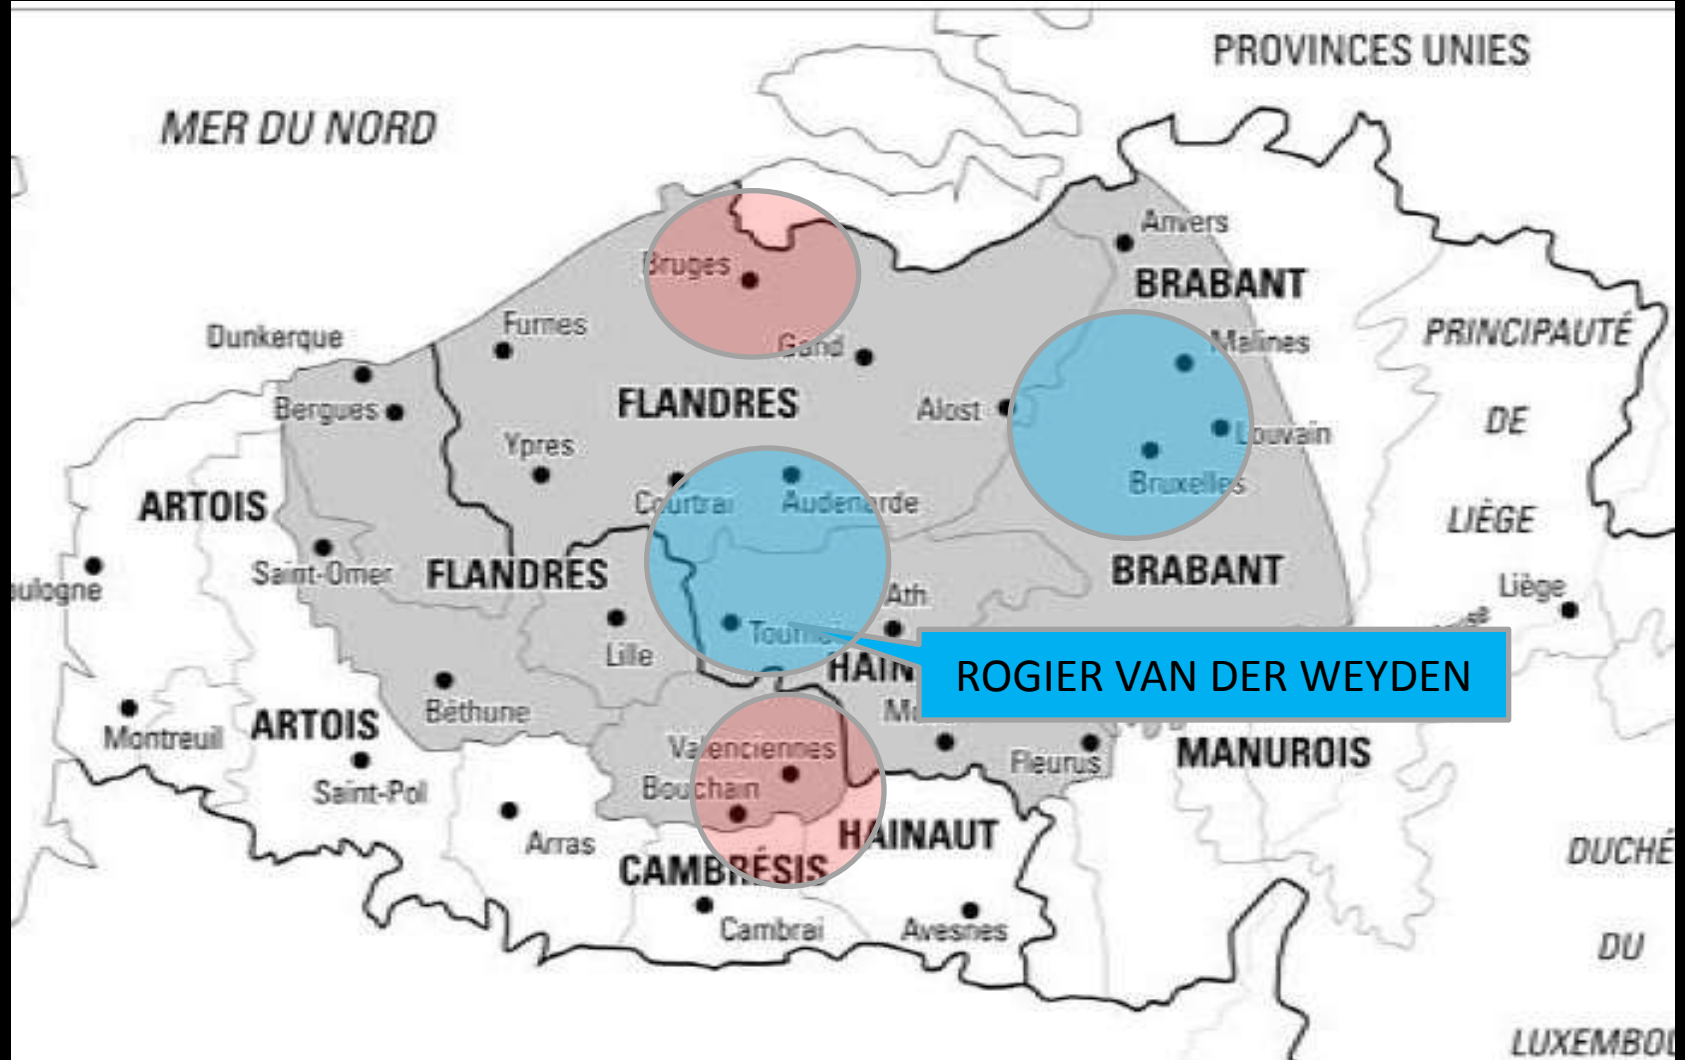 PROVINCES UNIES
MER DU NORD
Anvers
Bruges
BRABANT
Furnes
Dunkerque
Malines
PRINCIPAUTÉ
Gand
FLANDRES
Alost
Bergues
DE
Louvain
Ypres
Bruxelles
Courtrai
Audenarde
ARTOIS
LIÈGE
Saint-Omer
FLANDRES
BRABANT
Liège
Ath
Tournai
Lille
HAIN
ROGIER VAN DER WEYDEN
Béthune
ARTOIS
Montreuil
Valenciennes
Fleurus
MANUROIS
Bouchain
Saint-Pol
HAINAUT
Arras
DUCHÉ
CAMBRÉSIS
Cambrai
Avesnes
DU